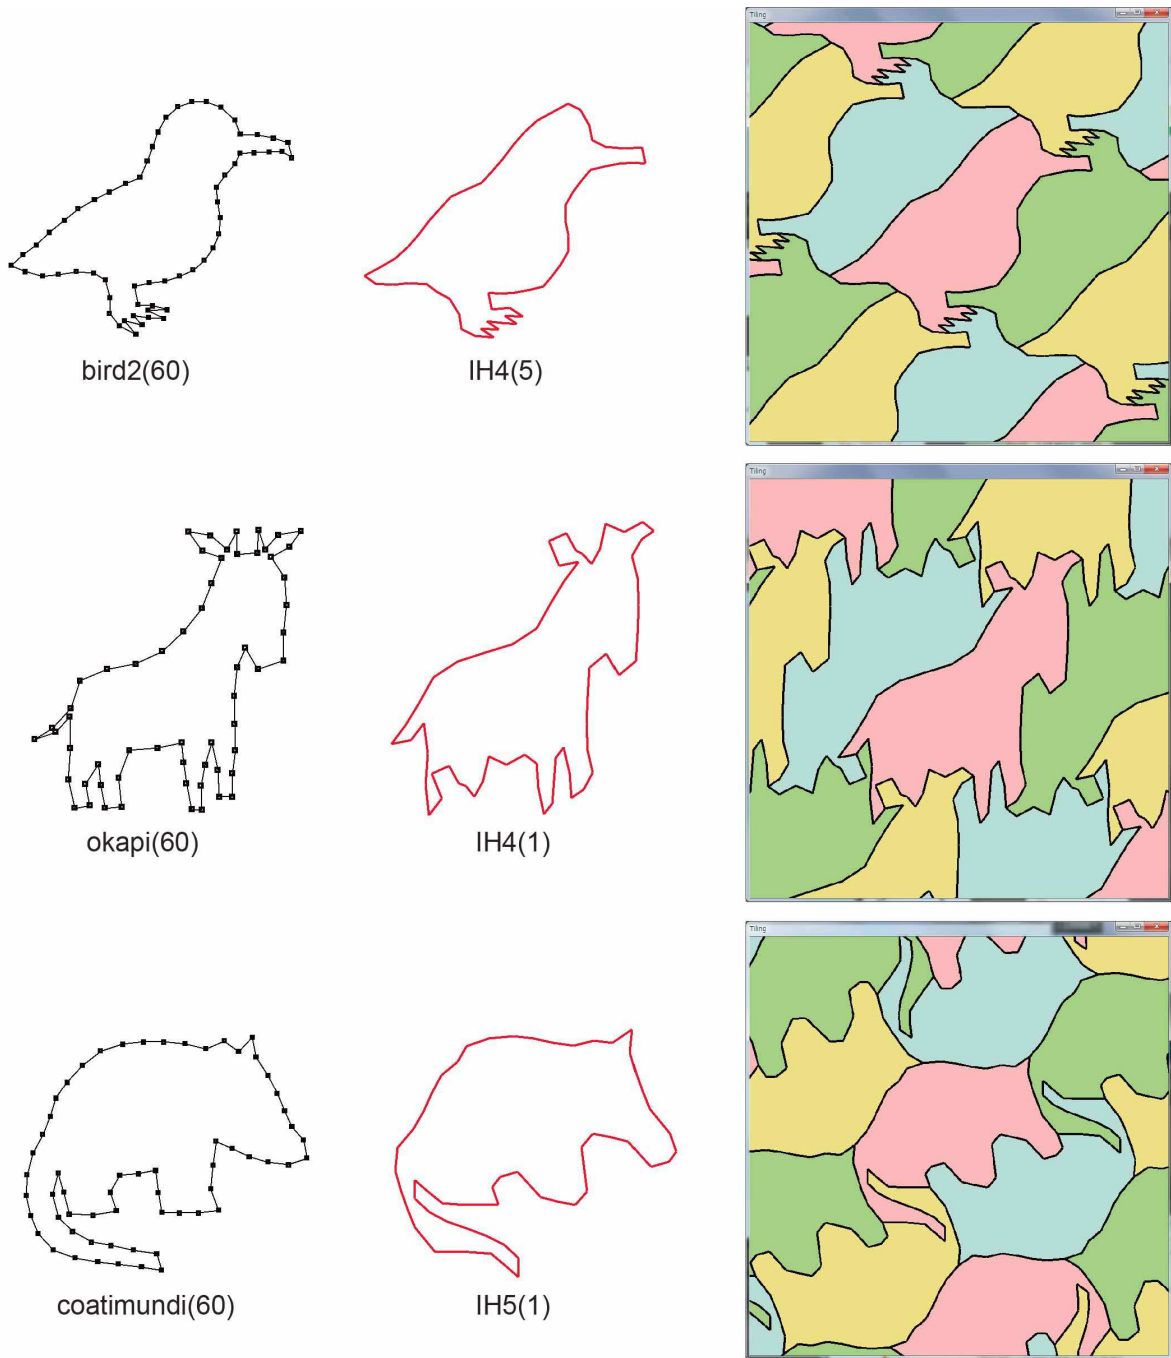 Tiling
bird2(60)
IH4(5)
Tiling
okapi(60)
IH4(1)
Tiling
coatimundi(60)
IH5(1)